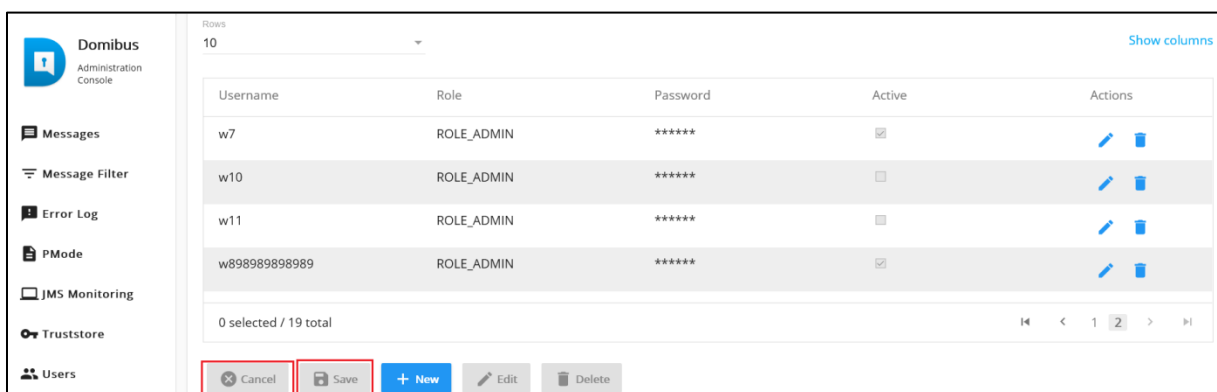 Domibus
Administration
Console
Messages
Message Filter
Error Log
PMode
JMS Monitoring
Truststore
Users
Rows
10
Show columns
Username Role Password Active Actions
w7 ROLE_ADMIN ******
w10 ROLE_ADMIN ******
w11 ROLE_ADMIN ******
w898989898989 ROLE_ADMIN ******
0 selected / 19 total 1 2
Cancel Save + New Edit Delete